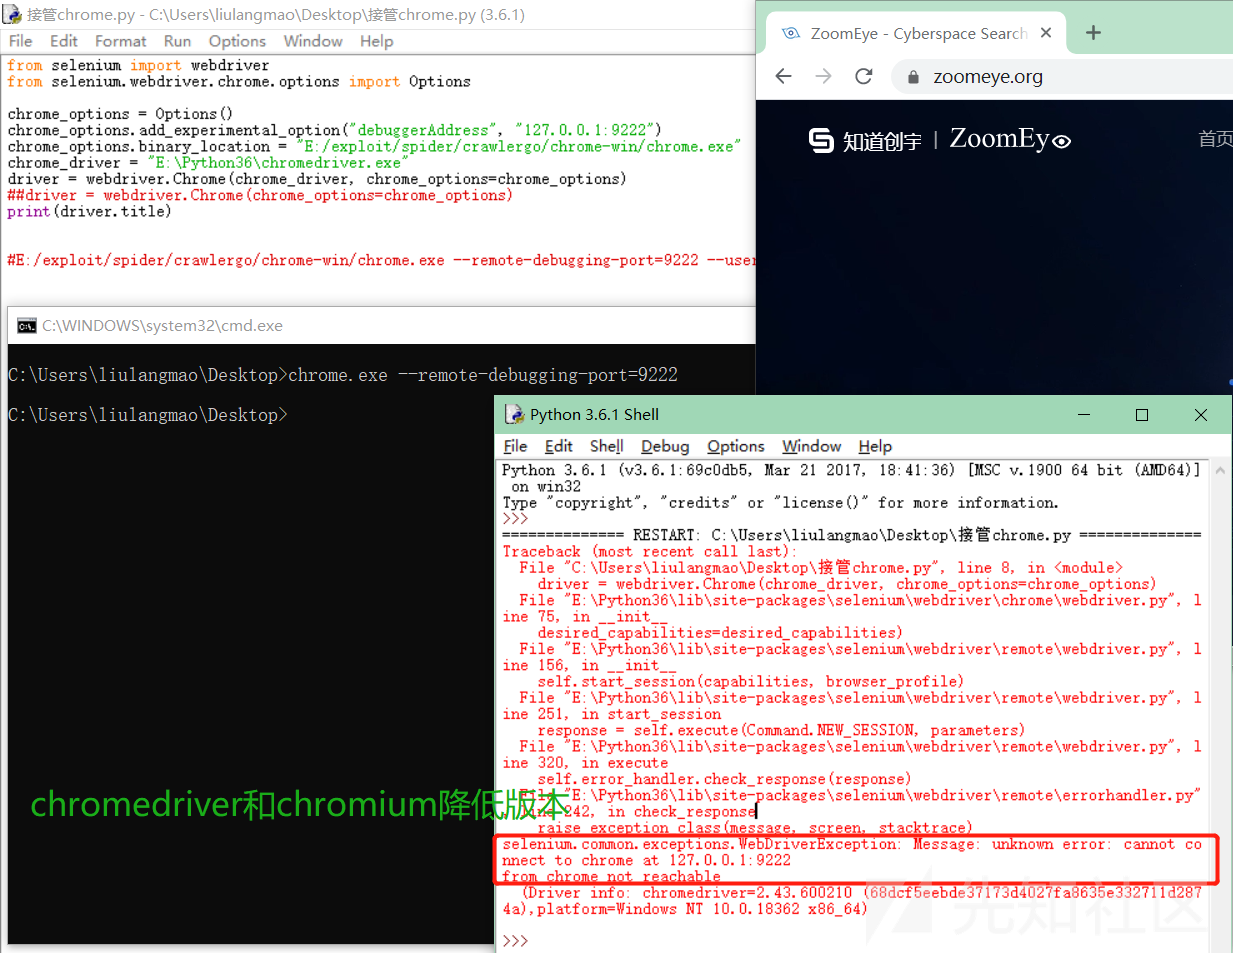 接管chrome.py - C:\Users\liulangmao\Desktop\接管chrome.py (3.6.1)
File Edit Format Run Options Window Help
from selenium import webdriver
from selenium.webdriver.chrome.options import Options
chrome_options = Options()
chrome_options.add_experimental_option("debuggerAddress", "127.0.0.1:9222")
chrome_options.binary_location = "E:/exploit/spider/crawlergo/chrome-win/chrome.exe"
chrome_driver = "E:\Python36\chromedriver.exe"
driver = webdriver.Chrome(chrome_driver, chrome_options=chrome_options)
##driver = webdriver.Chrome(chrome_options=chrome_options)
print(driver.title)
#E:/exploit/spider/crawlergo/chrome-win/chrome.exe --remote-debugging-port=9222 --user
ZoomEye - Cyberspace Search
zoomeye.org
知道创宇 | ZoomEy
首页
C:\WINDOWS\system32\cmd.exe
C:\Users\liulangmao\Desktop>chrome.exe --remote-debugging-port=9222
C:\Users\liulangmao\Desktop>
chromedriver和chromium降低版本
Python 3.6.1 Shell
File Edit Shell Debug Options Window Help
Python 3.6.1 (v3.6.1:69c0db5, Mar 21 2017, 18:41:36) [MSC v.1900 64 bit (AMD64)]
on win32
Type "copyright", "credits" or "license()" for more information.
>>>
============== RESTART: C:\Users\liulangmao\Desktop\接管chrome.py ==============
Traceback (most recent call last):
File "C:\Users\liulangmao\Desktop\接管chrome.py", line 8, in <module>
driver = webdriver.Chrome(chrome_driver, chrome_options=chrome_options)
File "E:\Python36\lib\site-packages\selenium\webdriver\chrome\webdriver.py", l
ine 75, in __init__
desired_capabilities=desired_capabilities)
File "E:\Python36\lib\site-packages\selenium\webdriver\remote\webdriver.py", l
ine 156, in __init__
self.start_session(capabilities, browser_profile)
File "E:\Python36\lib\site-packages\selenium\webdriver\remote\webdriver.py", l
ine 251, in start_session
response = self.execute(Command.NEW_SESSION, parameters)
File "E:\Python36\lib\site-packages\selenium\webdriver\remote\webdriver.py", l
ine 320, in execute
self.error_handler.check_response(response)
File "E:\Python36\lib\site-packages\selenium\webdriver\remote\errorhandler.py"
, line 242, in check_response
raise exception_class(message, screen, stacktrace)
selenium.common.exceptions.WebDriverException: Message: unknown error: cannot co
nnect to chrome at 127.0.0.1:9222
from chrome not reachable
(Driver info: chromedriver=2.43.600210 (68dcf5eebde37173d4027fa8635e332711d287
4a),platform=Windows NT 10.0.18362 x86_64)
>>>
先知社区